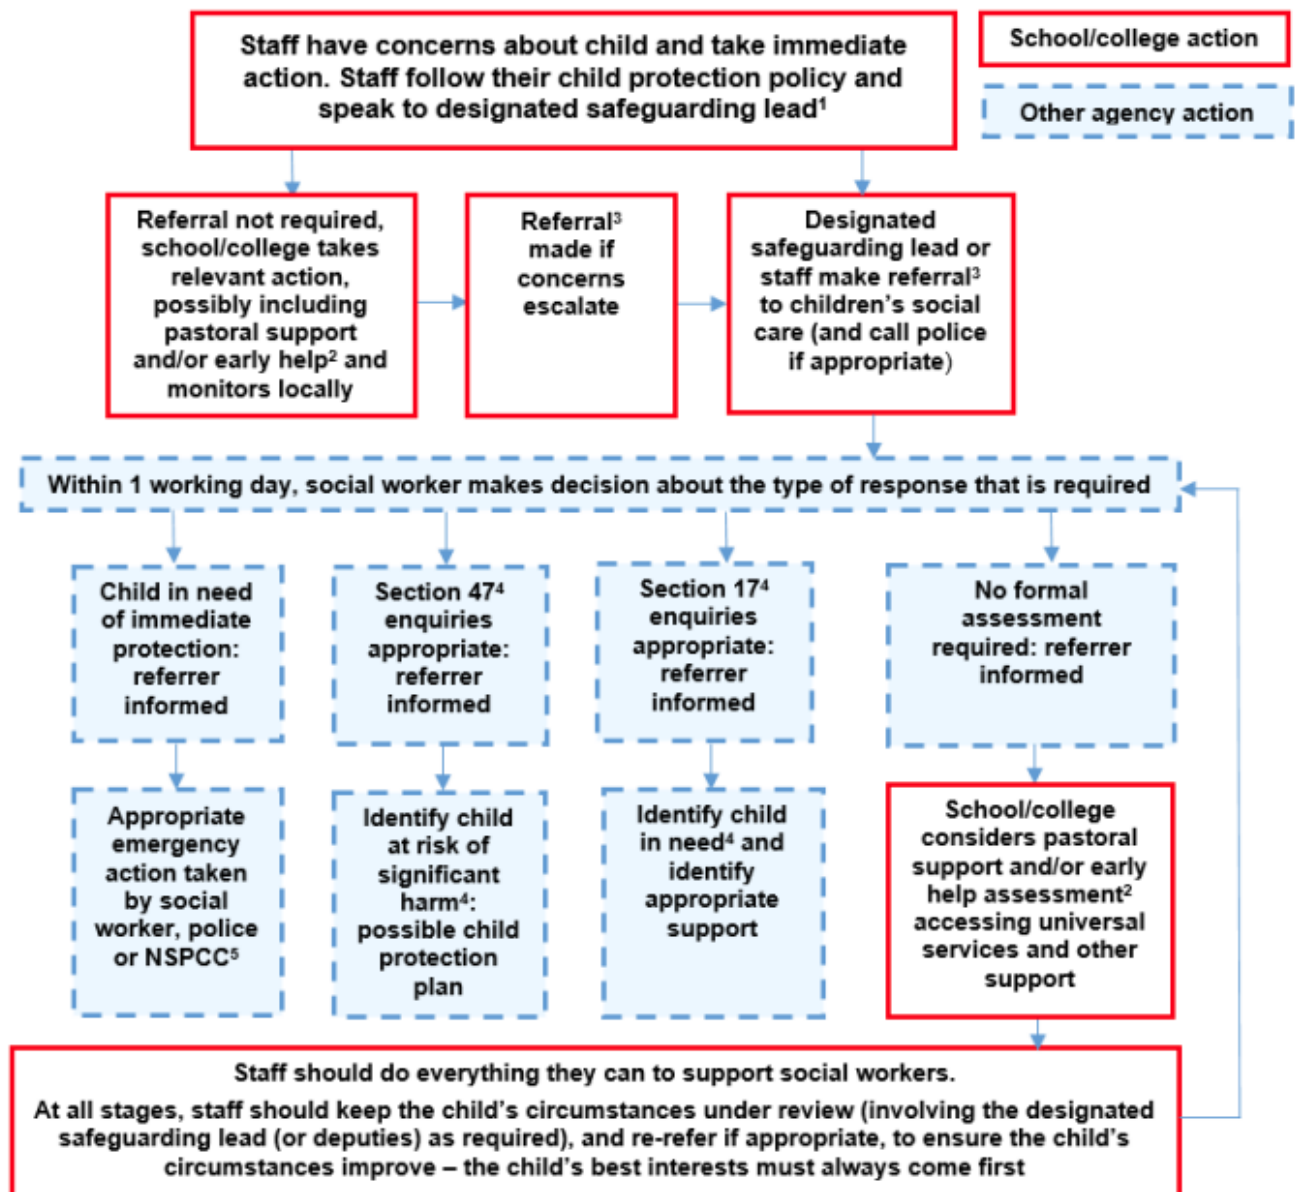 Staff have concerns about child and take immediate
action. Staff follow their child protection policy and
speak to designated safeguarding lead¹
School/college action
Other agency action
Referral not required,
school/college takes
relevant action,
possibly including
pastoral support
and/or early help² and
monitors locally
Referral³
made if
concerns
escalate
Designated
safeguarding lead or
staff make referral³
to children's social
care (and call police
if appropriate)
Within 1 working day, social worker makes decision about the type of response that is required
Child in need
of immediate
protection:
referrer
informed
Section 47⁴
enquiries
appropriate:
referrer
informed
Section 17⁴
enquiries
appropriate:
referrer
informed
No formal
assessment
required: referrer
informed
Appropriate
emergency
action taken
by social
worker, police
or NSPCC⁵
Identify child
at risk of
significant
harm⁴:
possible child
protection
plan
Identify child
in need⁴ and
identify
appropriate
support
School/college
considers pastoral
support and/or early
help assessment²
accessing universal
services and other
support
Staff should do everything they can to support social workers.
At all stages, staff should keep the child's circumstances under review (involving the designated
safeguarding lead (or deputies) as required), and re-refer if appropriate, to ensure the child's
circumstances improve – the child's best interests must always come first